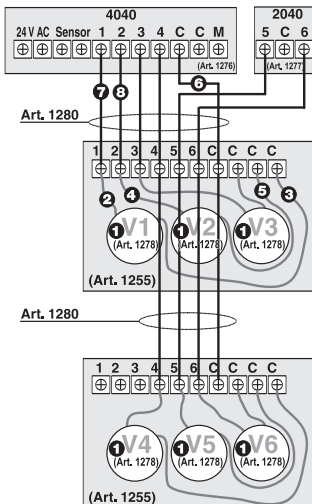 4040
2040
24 V AC Sensor 1 2 3 4 C C M
5 C 6
(Art. 1276)
(Art. 1277)
6
7 8
Art. 1280
1 2 3 4 5 6 C C C C
2 4 5 3
1 V1 1 V2 1 V3
(Art. 1278) (Art. 1278) (Art. 1278)
(Art. 1255)
Art. 1280
1 2 3 4 5 6 C C C C
1 V4 1 V5 1 V6
(Art. 1278) (Art. 1278) (Art. 1278)
(Art. 1255)